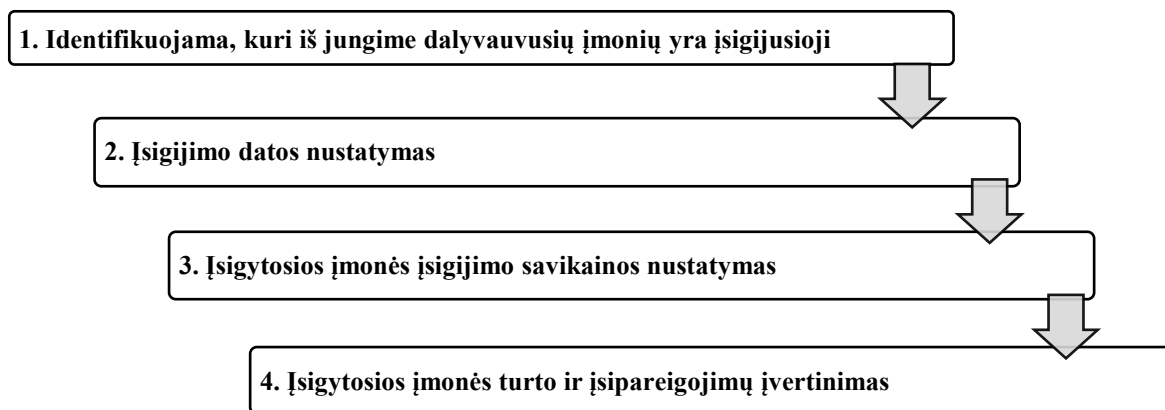 1. Identifikuojama, kuri iš jungime dalyvauvusių įmonių yra įsigijusioji
2. Įsigijimo datos nustatymas
3. Įsigytosios įmonės įsigijimo savikainos nustatymas
4. Įsigytosios įmonės turto ir įsipareigojimų įvertinimas